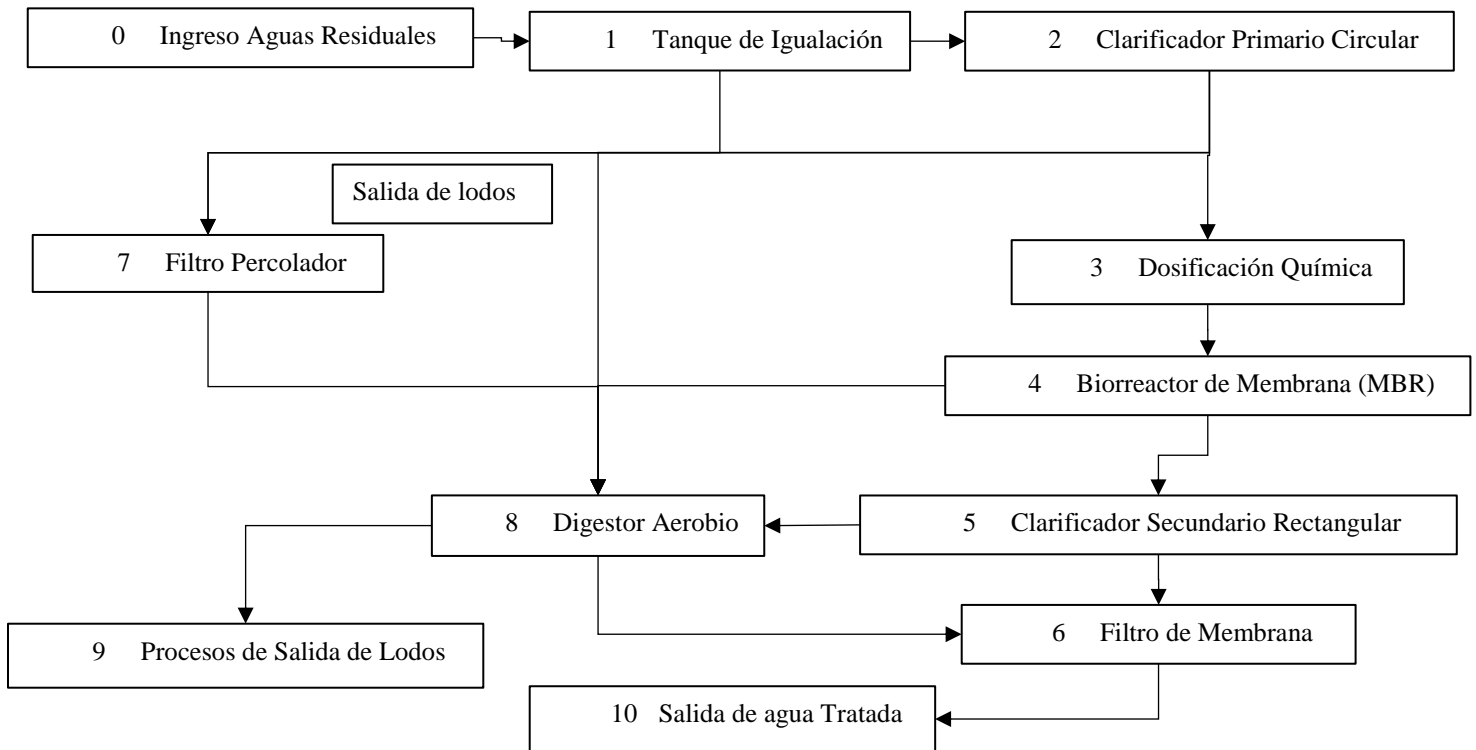 0 Ingreso Aguas Residuales
1 Tanque de Igualación
2 Clarificador Primario Circular
Salida de lodos
7 Filtro Percolador
3 Dosificación Química
4 Biorreactor de Membrana (MBR)
8 Digestor Aerobio
5 Clarificador Secundario Rectangular
9 Procesos de Salida de Lodos
6 Filtro de Membrana
10 Salida de agua Tratada